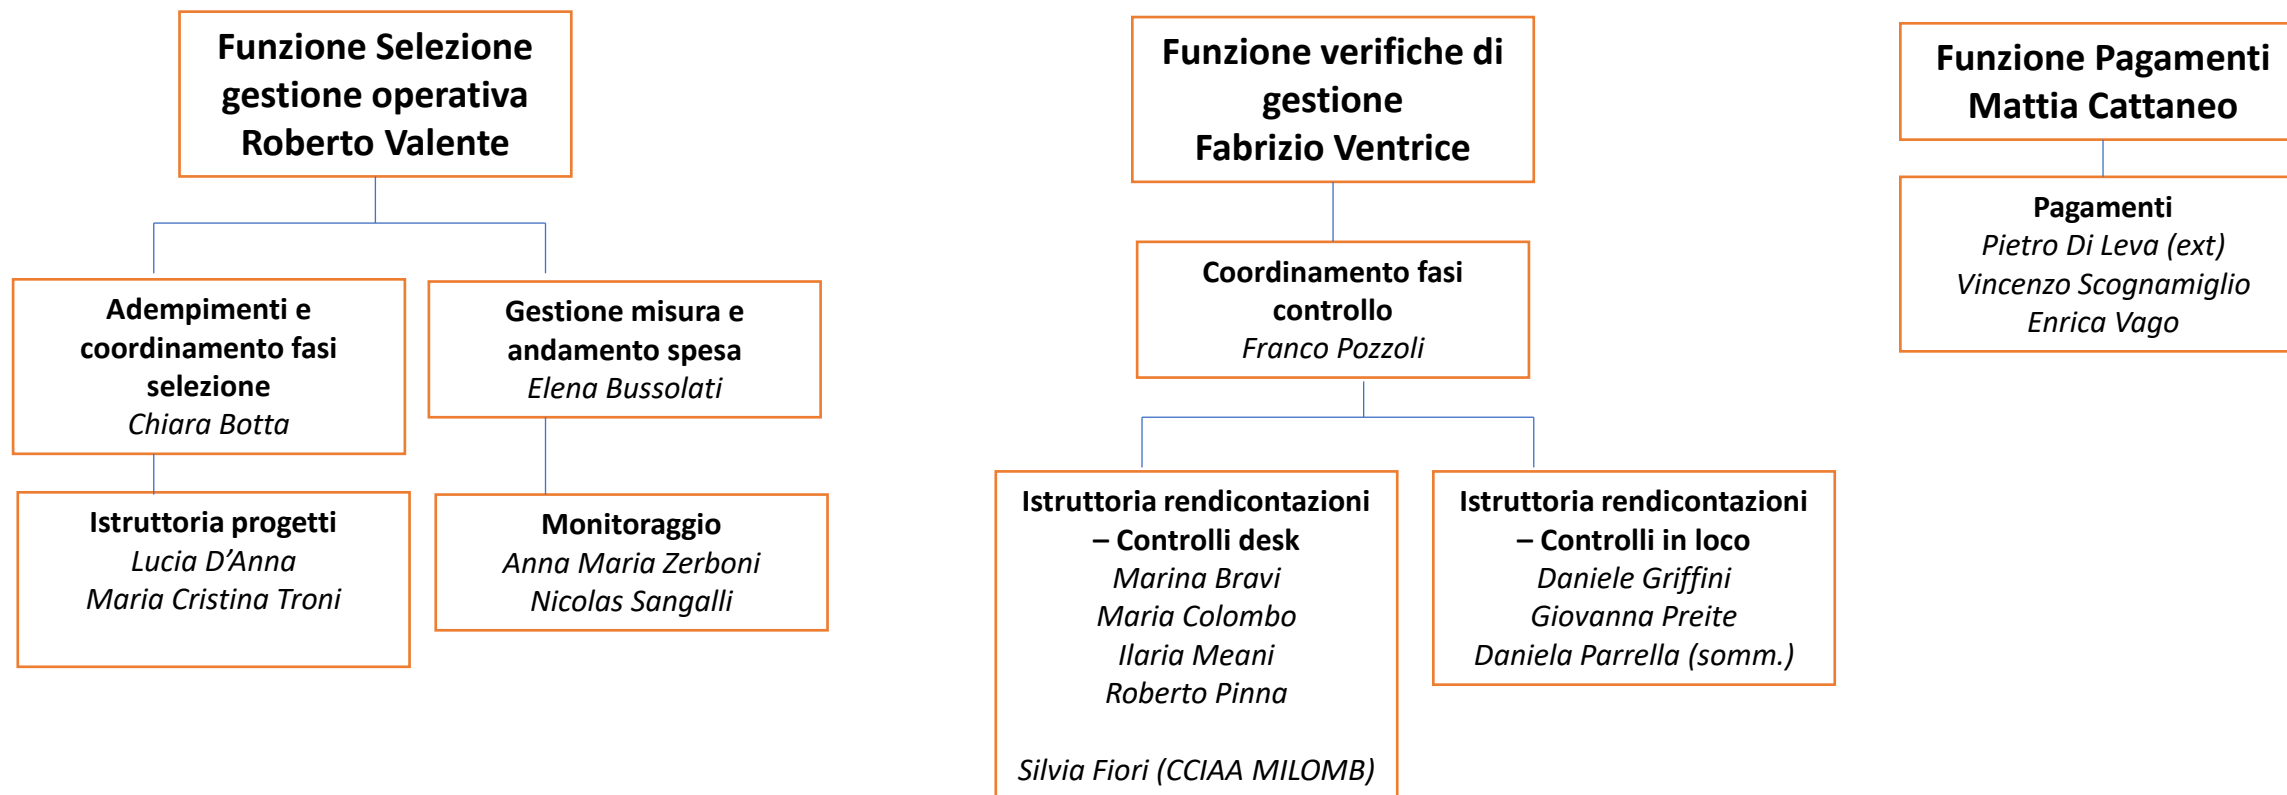 Funzione Selezione
gestione operativa
Roberto Valente
Adempimenti e
coordinamento fasi
selezione
Chiara Botta
Gestione misura e
andamento spesa
Elena Bussolati
Istruttoria progetti
Lucia D’Anna
Maria Cristina Troni
Monitoraggio
Anna Maria Zerboni
Nicolas Sangalli
Funzione verifiche di
gestione
Fabrizio Ventrice
Coordinamento fasi
controllo
Franco Pozzoli
Istruttoria rendicontazioni
– Controlli desk
Marina Bravi
Maria Colombo
Ilaria Meani
Roberto Pinna
Silvia Fiori (CCIAA MILOMB)
Istruttoria rendicontazioni
– Controlli in loco
Daniele Griffini
Giovanna Preite
Daniela Parrella (somm.)
Funzione Pagamenti
Mattia Cattaneo
Pagamenti
Pietro Di Leva (ext)
Vincenzo Scognamiglio
Enrica Vago